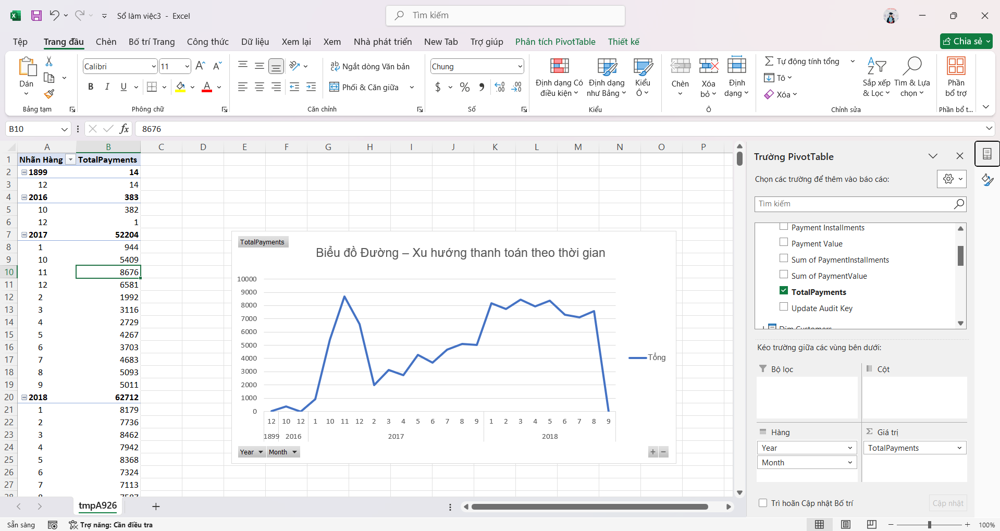 Sổ làm việc3 - Excel
Tìm kiếm
Tệp Trang đầu Chèn Bố trí Trang Công thức Dữ liệu Xem lại Xem Nhà phát triển New Tab Trợ giúp Phân tích PivotTable Thiết kế Chia sẻ
Dán
Bảng tạm
Calibri 11
B I U
Phông chữ
Ngắt dòng Văn bản
Phối & Căn giữa
Căn chỉnh
Chung
$ % ,
Số
Định dạng Có điều kiện
Định dạng như Bảng
Kiểu Ô
Kiểu
Chèn
Xóa bỏ
Định dạng
Ô
Tự động tính tổng
Tô
Xóa
Sắp xếp & Lọc
Tìm & Lựa chọn
Chỉnh sửa
Phần bổ trợ
Phần bổ t...
B10 fx 8676
A B C D E F G H I J K L M N O P
1 Nhãn Hàng TotalPayments
2 1899 14
3 12 14
4 2016 383
5 10 382
6 12 1
7 2017 52204
8 1 944
9 10 5409
10 11 8676
11 12 6581
12 2 1992
13 3 3116
14 4 2729
15 5 4267
16 6 3703
17 7 4683
18 8 5093
19 9 5011
20 2018 62712
21 1 8179
22 2 7736
23 3 8462
24 4 7942
25 5 8368
26 6 7324
27 7 7113
28 8 7587
TotalPayments
Biểu đồ Đường – Xu hướng thanh toán theo thời gian
10000
9000
8000
7000
6000
5000
4000
3000
2000
1000
0
12 10 12 1 10 11 12 2 3 4 5 6 7 8 9 1 2 3 4 5 6 7 8 9
1899 2016 2017 2018
Tổng
Year Month
+ −
Trường PivotTable
Chọn các trường để thêm vào báo cáo:
Tìm kiếm
Payment Installments
Payment Value
Sum of PaymentInstallments
Sum of PaymentValue
TotalPayments
Update Audit Key
Dim Customers
Kéo trường giữa các vùng bên dưới:
Bộ lọc
Cột
Hàng
Year
Month
Giá trị
TotalPayments
Trì hoãn Cập nhật Bố trí
Cập nhật
tmpA926
Sẵn sàng
Trợ năng: Cần điều tra
100%